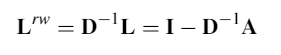 L^{rw} = D^{-1}L = I − D^{-1}A